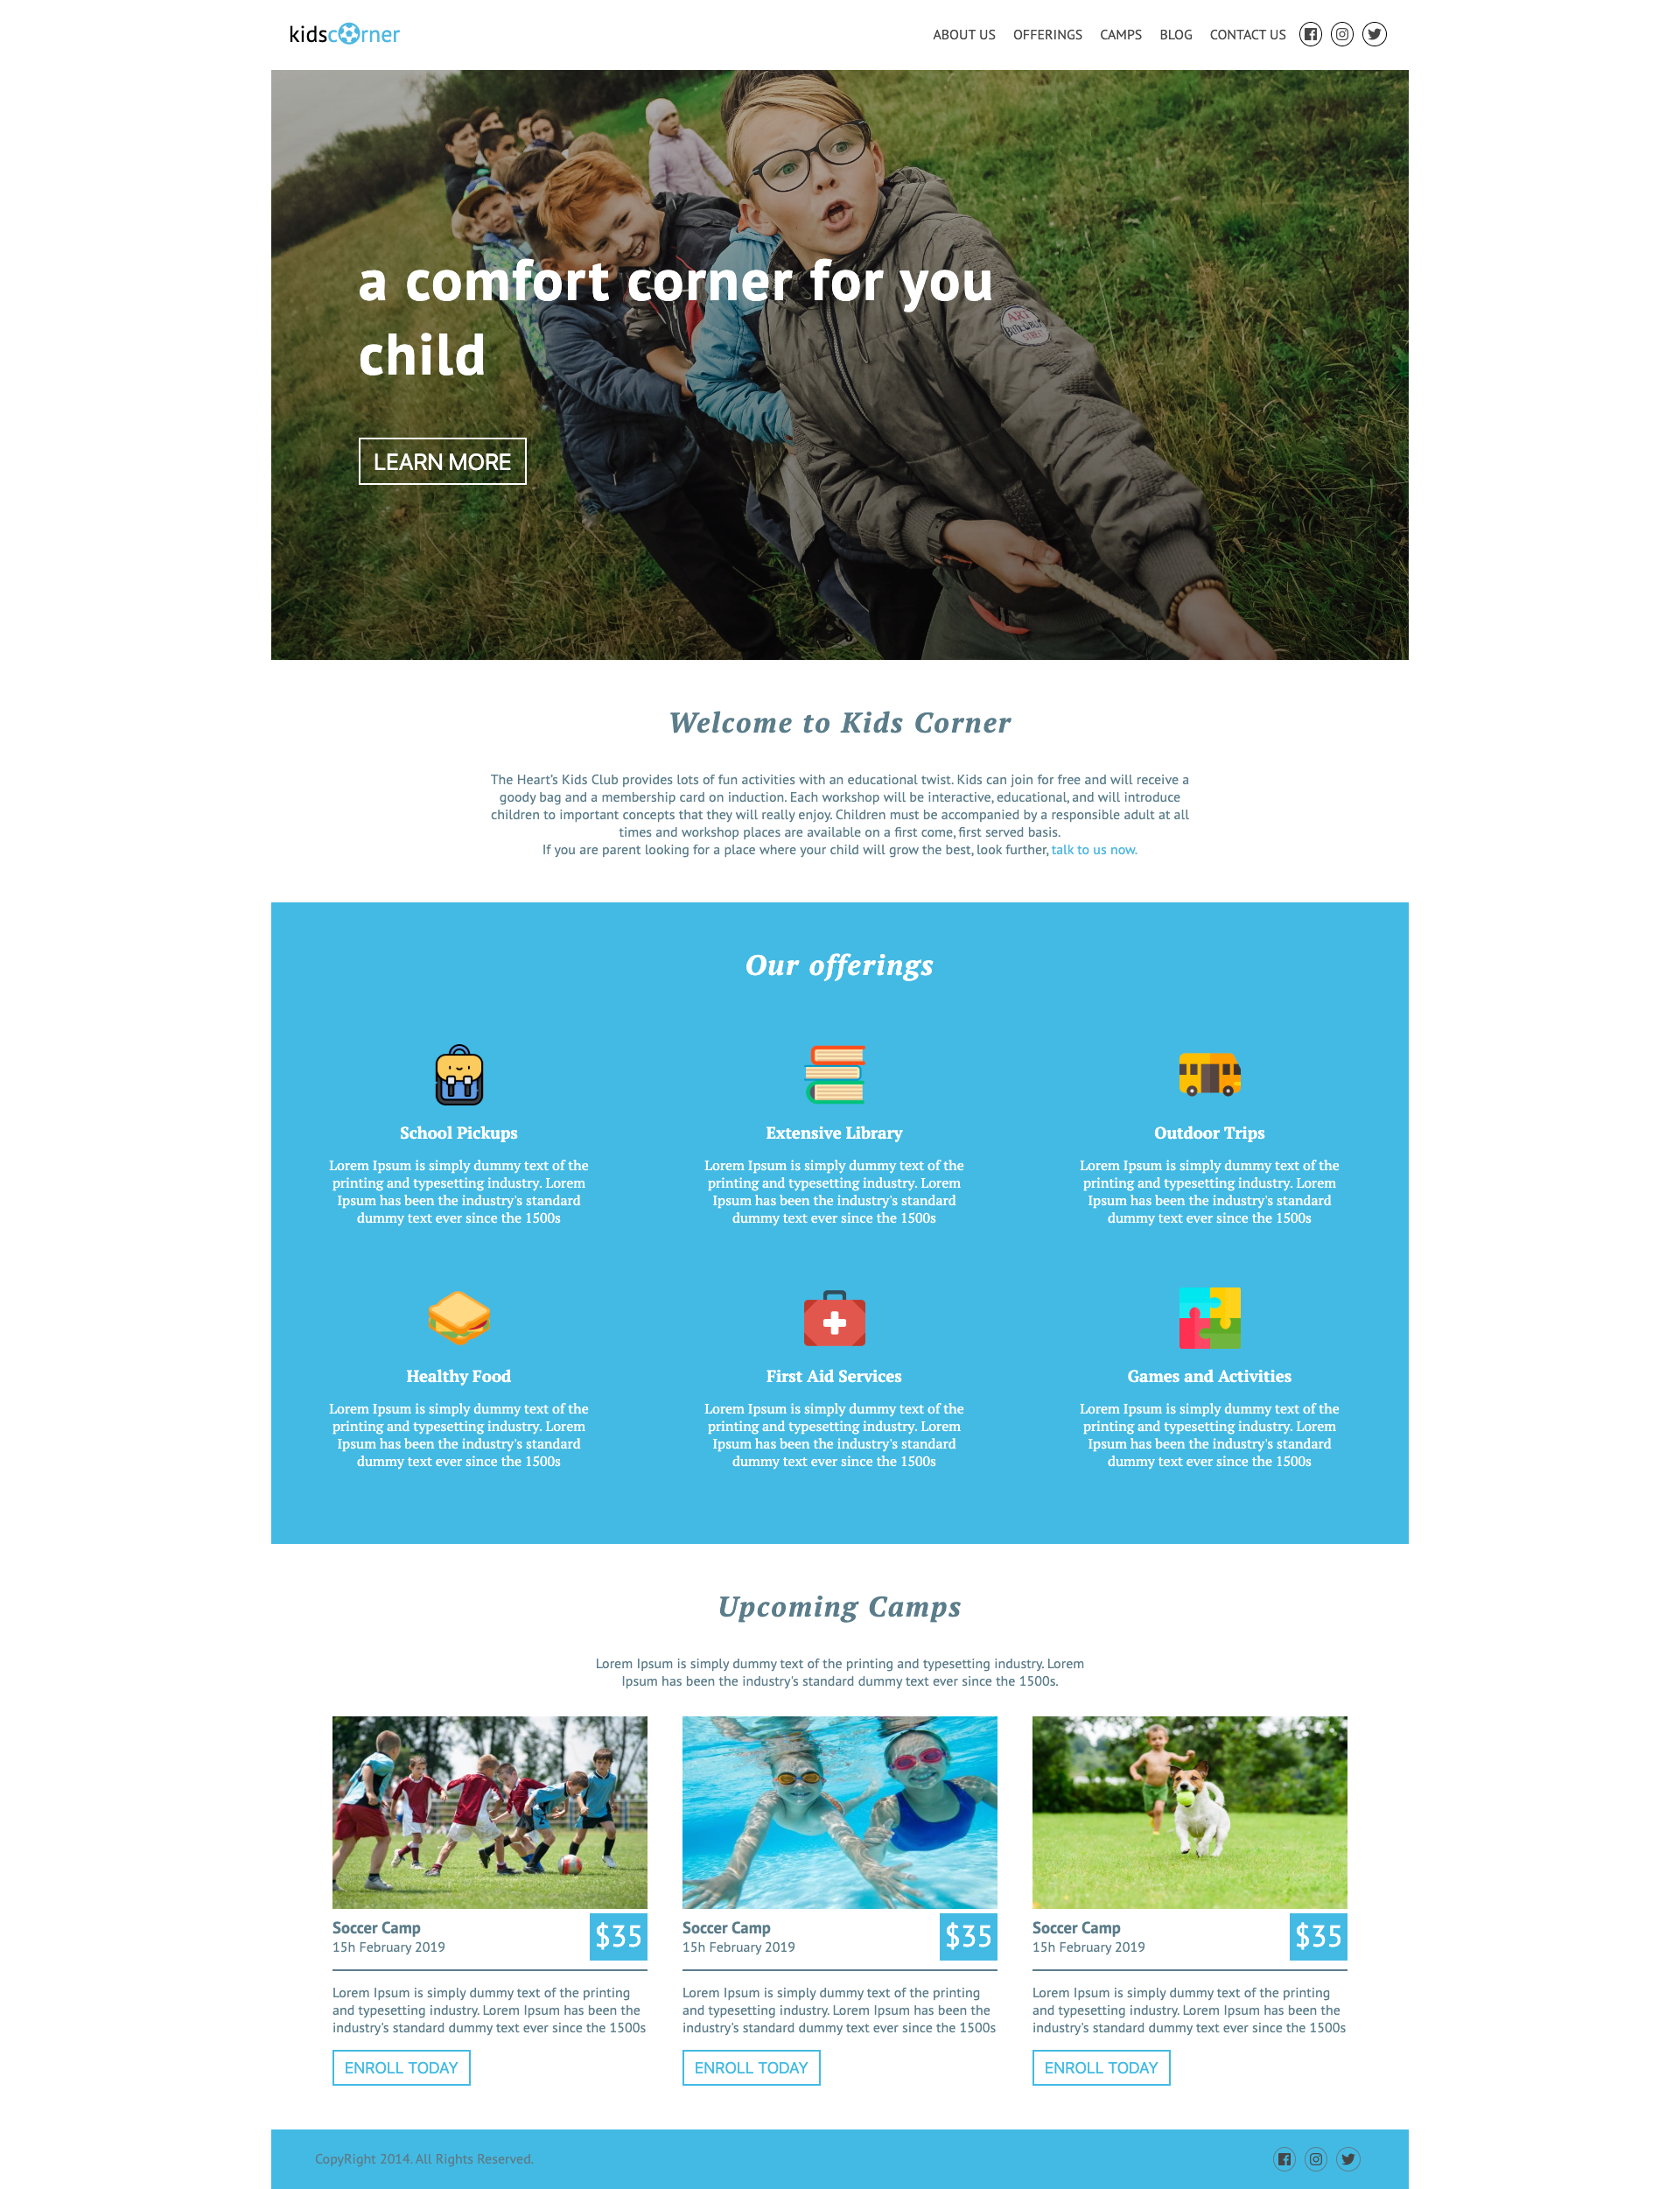 kidscorner
ABOUT US OFFERINGS CAMPS BLOG CONTACT US
a comfort corner for you
child
LEARN MORE
Welcome to Kids Corner
The Heart's Kids Club provides lots of fun activities with an educational twist. Kids can join for free and will receive a
goody bag and a membership card on induction. Each workshop will be interactive, educational, and will introduce
children to important concepts that they will really enjoy. Children must be accompanied by a responsible adult at all
times and workshop places are available on a first come, first served basis.
If you are parent looking for a place where your child will grow the best, look further, talk to us now.
Our offerings
School Pickups
Lorem Ipsum is simply dummy text of the
printing and typesetting industry. Lorem
Ipsum has been the industry's standard
dummy text ever since the 1500s
Extensive Library
Lorem Ipsum is simply dummy text of the
printing and typesetting industry. Lorem
Ipsum has been the industry's standard
dummy text ever since the 1500s
Outdoor Trips
Lorem Ipsum is simply dummy text of the
printing and typesetting industry. Lorem
Ipsum has been the industry's standard
dummy text ever since the 1500s
Healthy Food
Lorem Ipsum is simply dummy text of the
printing and typesetting industry. Lorem
Ipsum has been the industry's standard
dummy text ever since the 1500s
First Aid Services
Lorem Ipsum is simply dummy text of the
printing and typesetting industry. Lorem
Ipsum has been the industry's standard
dummy text ever since the 1500s
Games and Activities
Lorem Ipsum is simply dummy text of the
printing and typesetting industry. Lorem
Ipsum has been the industry's standard
dummy text ever since the 1500s
Upcoming Camps
Lorem Ipsum is simply dummy text of the printing and typesetting industry. Lorem
Ipsum has been the industry's standard dummy text ever since the 1500s.
Soccer Camp
15h February 2019
$35
Lorem Ipsum is simply dummy text of the printing
and typesetting industry. Lorem Ipsum has been the
industry's standard dummy text ever since the 1500s
ENROLL TODAY
Soccer Camp
15h February 2019
$35
Lorem Ipsum is simply dummy text of the printing
and typesetting industry. Lorem Ipsum has been the
industry's standard dummy text ever since the 1500s
ENROLL TODAY
Soccer Camp
15h February 2019
$35
Lorem Ipsum is simply dummy text of the printing
and typesetting industry. Lorem Ipsum has been the
industry's standard dummy text ever since the 1500s
ENROLL TODAY
CopyRight 2014. All Rights Reserved.